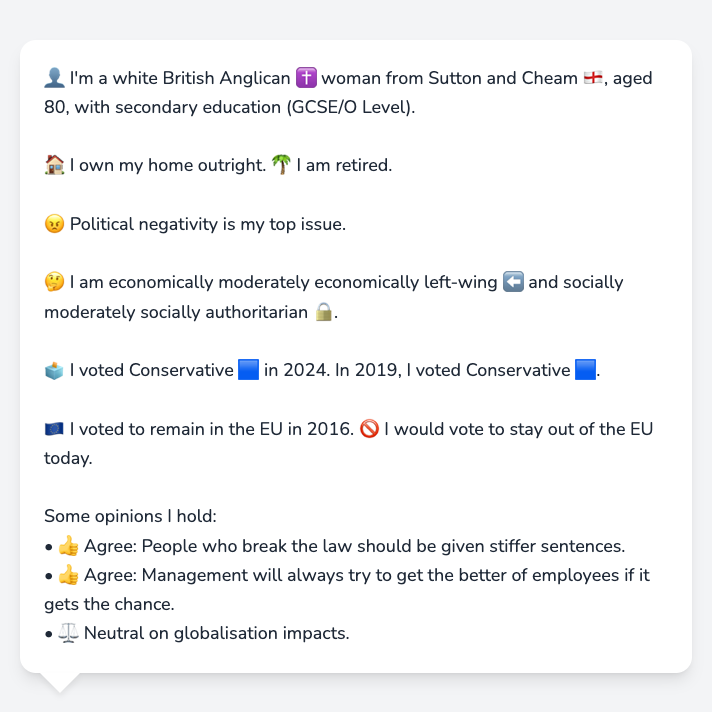 👤 I'm a white British Anglican ✝️ woman from Sutton and Cheam 🏴󠁧󠁢󠁥󠁮󠁧󠁿, aged
80, with secondary education (GCSE/O Level).
🏠 I own my home outright. 🌴 I am retired.
😠 Political negativity is my top issue.
🤔 I am economically moderately economically left-wing ⬅️ and socially
moderately socially authoritarian 🔒.
🗳️ I voted Conservative 🟦 in 2024. In 2019, I voted Conservative 🟦.
🇪🇺 I voted to remain in the EU in 2016. 🚫 I would vote to stay out of the EU
today.
Some opinions I hold:
• 👍 Agree: People who break the law should be given stiffer sentences.
• 👍 Agree: Management will always try to get the better of employees if it
gets the chance.
• ⚖️ Neutral on globalisation impacts.